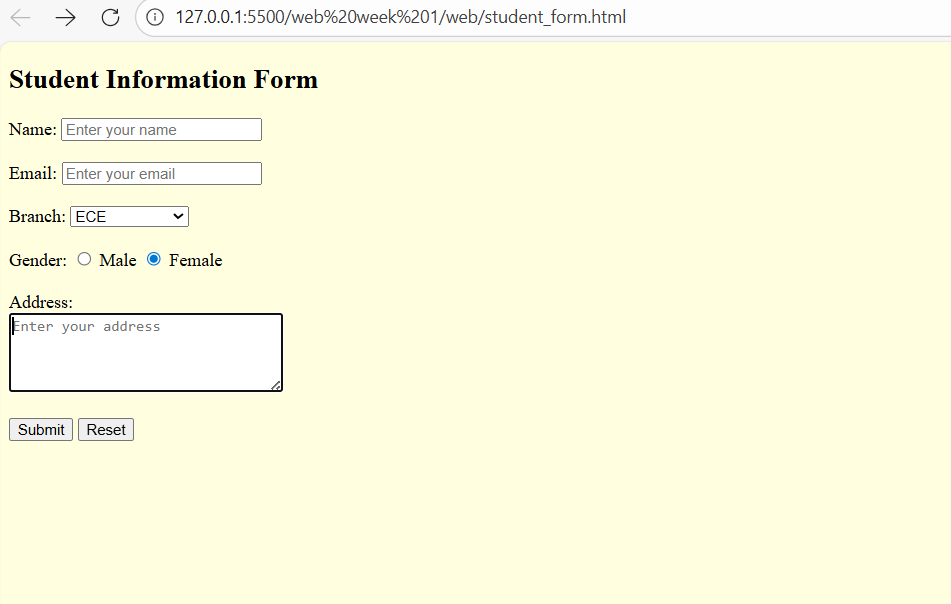 127.0.0.1:5500/web%20week%201/web/student_form.html
Student Information Form
Name: Enter your name
Email: Enter your email
Branch: ECE
Gender: Male Female
Address:
Enter your address
Submit Reset